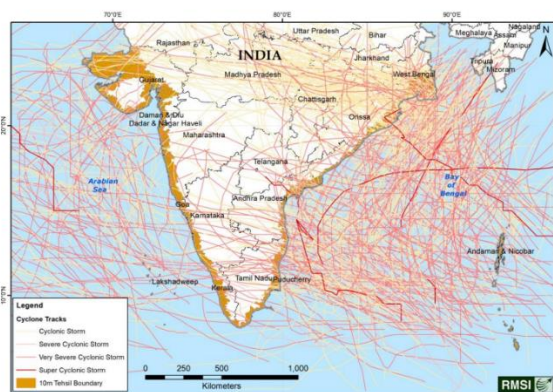 70°0'E
80°0'E
90°0'E
N
Rajasthan
Uttar Pradesh
Bihar
Meghalaya
Nagaland
Assam
Manipur
INDIA
Jharkhand
Tripura
Mizoram
Gujarat
Madhya Pradesh
West Bengal
Chattisgarh
Daman & Diu
Dadar & Nagar Haveli
Orissa
20°0'N
Maharashtra
Telangana
Arabian
Sea
Bay
of
Bengal
Goa
Andhra Pradesh
Karnataka
Andaman & Nicobar
Lakshadweep
Tamil Nadu
Puducherry
Kerala
10°0'N
Legend
Cyclone Tracks
Cyclonic Storm
Severe Cyclonic Storm
Very Severe Cyclonic Storm
Super Cyclonic Storm
10m Tehsil Boundary
0
250
500
1,000
Kilometers
RMSI